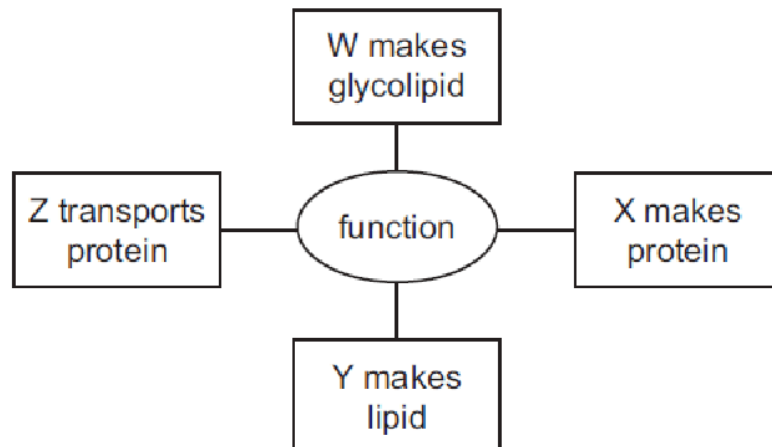 W makes
glycolipid
Z transports
protein
function
X makes
protein
Y makes
lipid